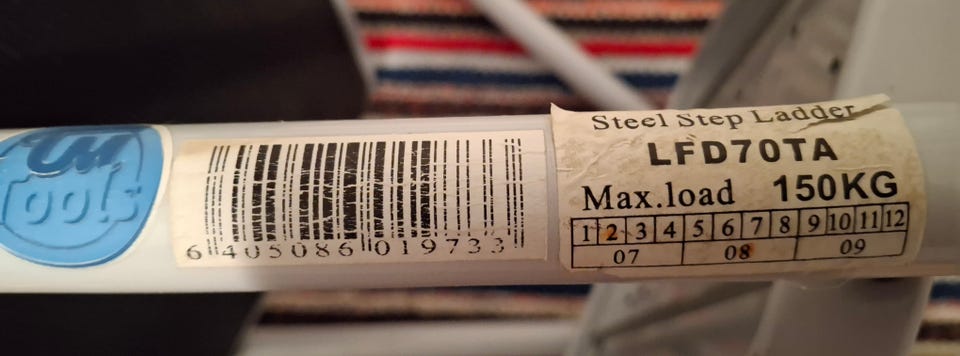 Tools
6 405086 019733
Steel Step Ladder
LFD70TA
Max.load 150KG
1 2 3 4 5 6 7 8 9 10 11 12
07 08 09